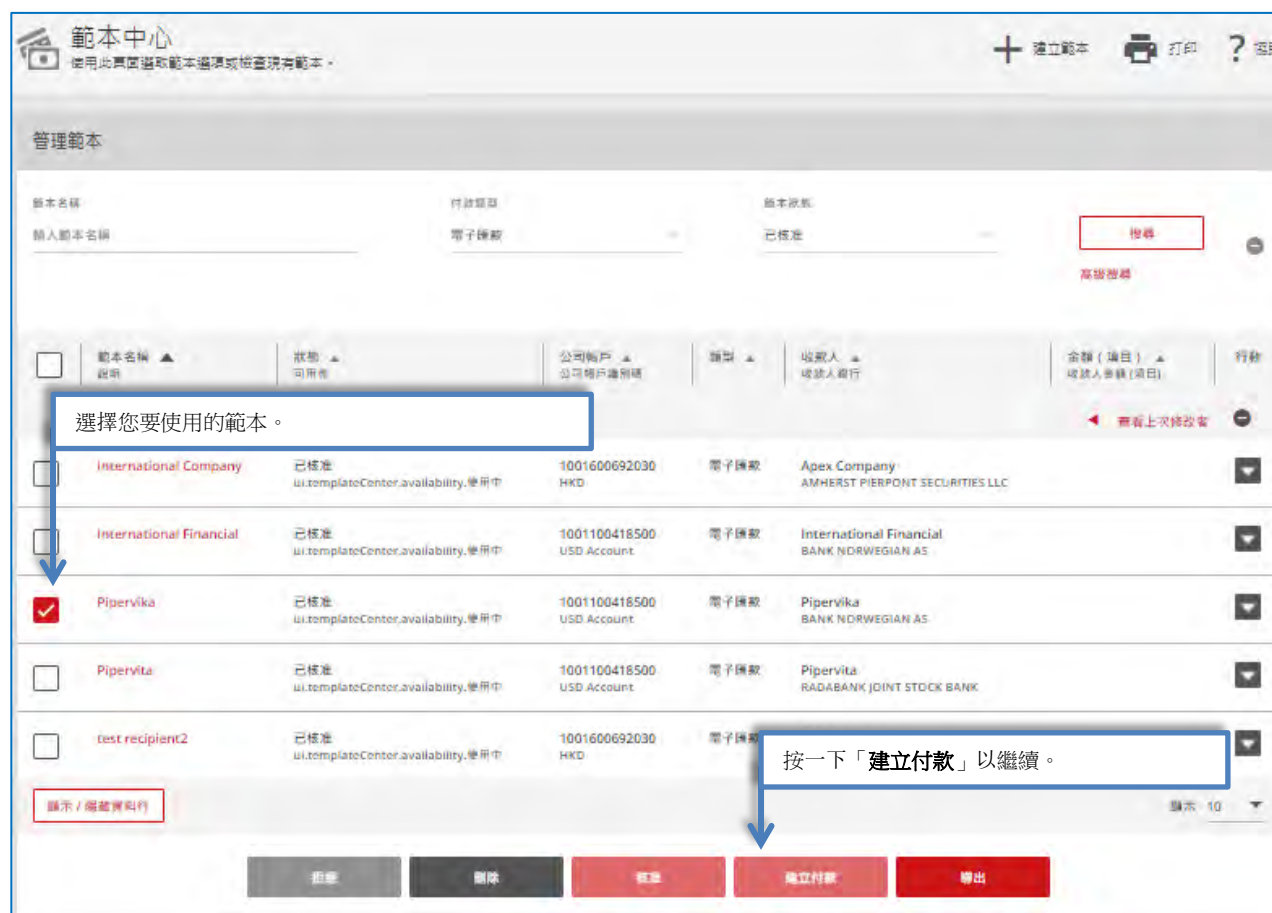 範本中心
使用此頁面選取範本選項或檢查現有範本。
建立範本
打印
?
管理範本
範本名稱
付款類型
範本狀態
輸入範本名稱
電子匯款
已核准
搜尋
高級搜尋
範本名稱 ▲
狀態 ▲
公司帳戶 ▲
類型 ▲
收款人 ▲
金額 ( 項目 ) ▲
行動
說明
可用性
公司帳戶識別碼
收款人銀行
收款人金額 (項目)
選擇您要使用的範本。
查看上次修改者
International Company
已核准
1001600692030
電子匯款
Apex Company
ui.templateCenter.availability.使用中
HKD
AMHERST PIERPONT SECURITIES LLC
International Financial
已核准
1001100418500
電子匯款
International Financial
ui.templateCenter.availability.使用中
USD Account
BANK NORWEGIAN AS
Pipervika
已核准
1001100418500
電子匯款
Pipervika
ui.templateCenter.availability.使用中
USD Account
BANK NORWEGIAN AS
Pipervita
已核准
1001100418500
電子匯款
Pipervita
ui.templateCenter.availability.使用中
USD Account
RADABANK JOINT STOCK BANK
test recipient2
已核准
1001600692030
電子匯款
ui.templateCenter.availability.使用中
HKD
按一下「建立付款」以繼續。
顯示 / 隱藏資料行
顯示 10
拒絕
刪除
核准
建立付款
導出